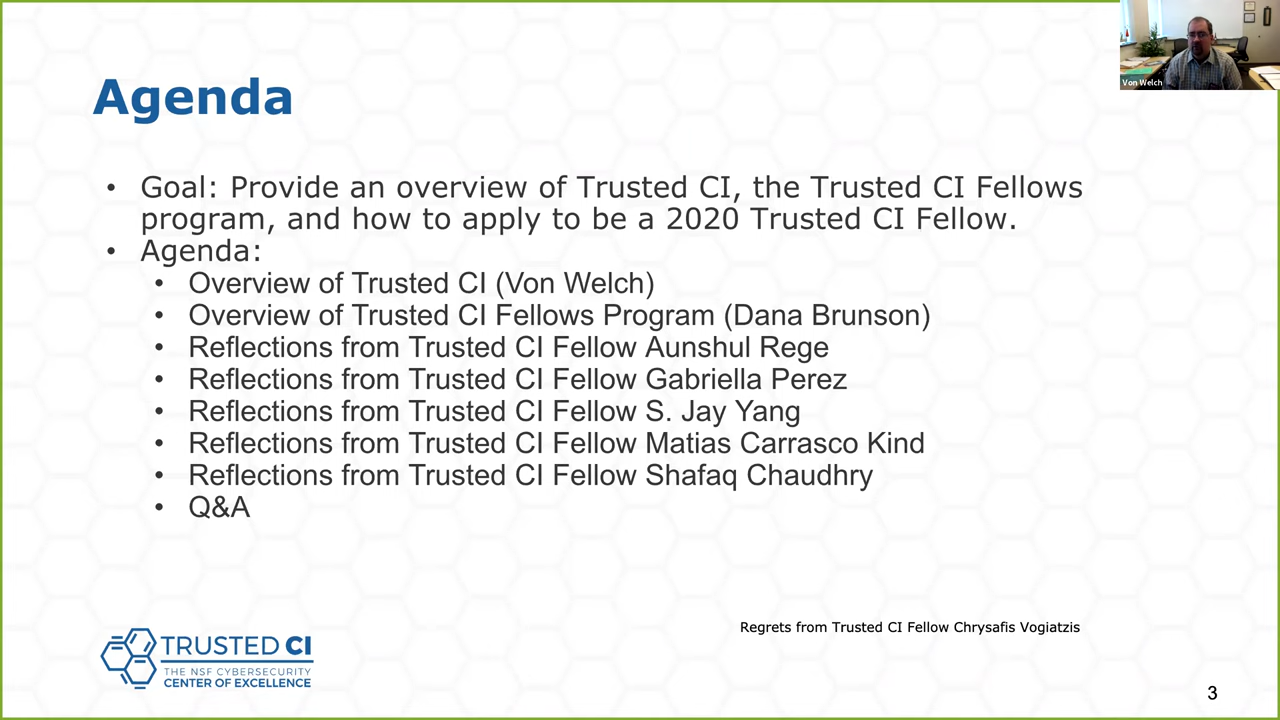 Von Welch
Agenda
• Goal: Provide an overview of Trusted CI, the Trusted CI Fellows
program, and how to apply to be a 2020 Trusted CI Fellow.
• Agenda:
• Overview of Trusted CI (Von Welch)
• Overview of Trusted CI Fellows Program (Dana Brunson)
• Reflections from Trusted CI Fellow Aunshul Rege
• Reflections from Trusted CI Fellow Gabriella Perez
• Reflections from Trusted CI Fellow S. Jay Yang
• Reflections from Trusted CI Fellow Matias Carrasco Kind
• Reflections from Trusted CI Fellow Shafaq Chaudhry
• Q&A
Regrets from Trusted CI Fellow Chrysafis Vogiatzis
TRUSTED CI
THE NSF CYBERSECURITY
CENTER OF EXCELLENCE
3